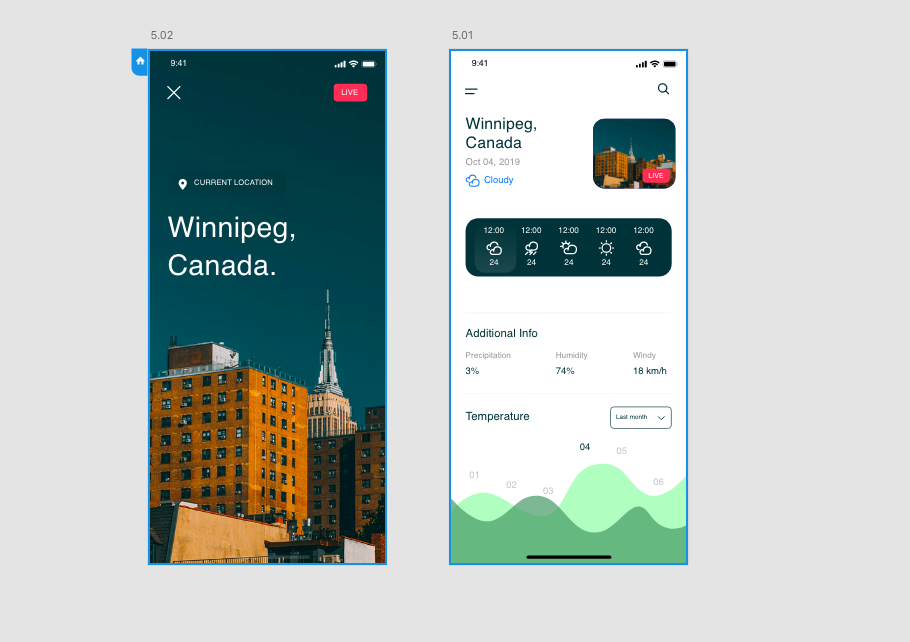 5.02
9:41
LIVE
CURRENT LOCATION
Winnipeg,
Canada.
5.01
9:41
Winnipeg,
Canada
Oct 04, 2019
Cloudy
LIVE
12:00 12:00 12:00 12:00 12:00
24 24 24 24 24
Additional Info
Precipitation Humidity Windy
3% 74% 18 km/h
Temperature
Last month
01 02 03 04 05 06